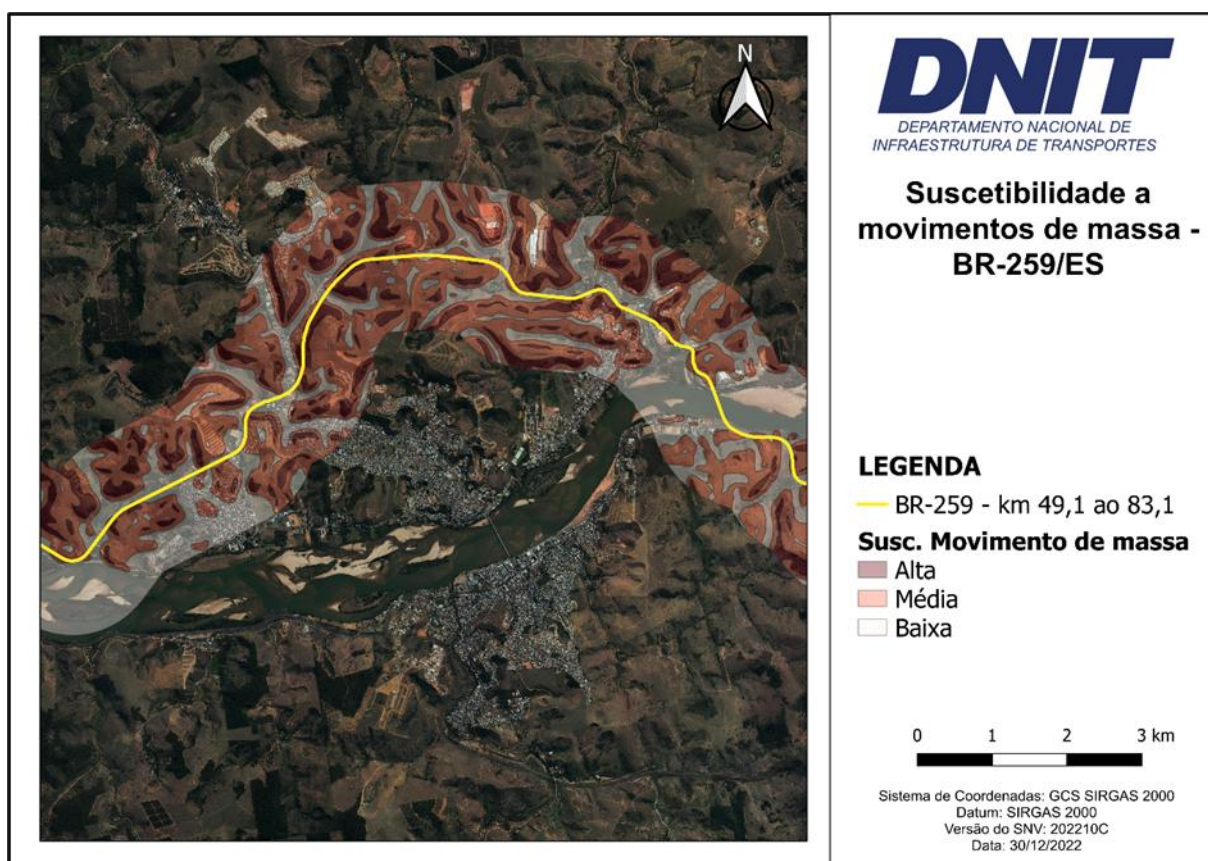 N
DNIT
DEPARTAMENTO NACIONAL DE
INFRAESTRUTURA DE TRANSPORTES
Suscetibilidade a
movimentos de massa -
BR-259/ES
LEGENDA
BR-259 - km 49,1 ao 83,1
Susc. Movimento de massa
Alta
Média
Baixa
0 1 2 3 km
Sistema de Coordenadas: GCS SIRGAS 2000
Datum: SIRGAS 2000
Versão do SNV: 202210C
Data: 30/12/2022